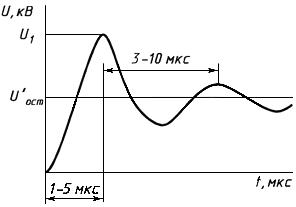 U, кВ
U₁
3–10 мкс
U'ост
t, мкс
1–5 мкс